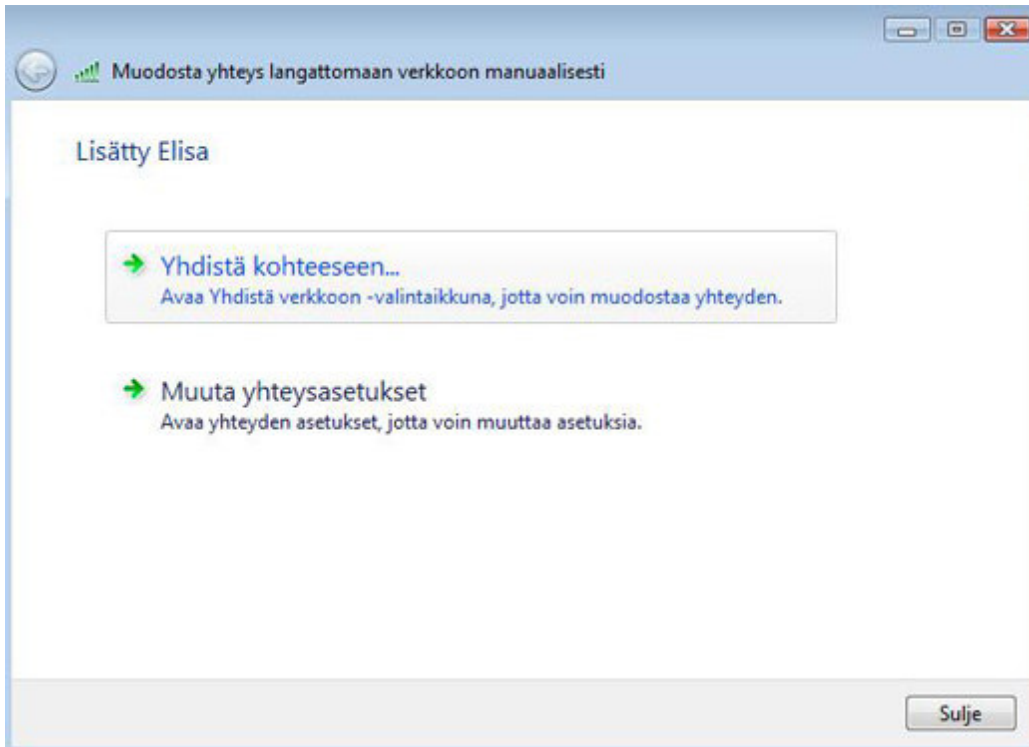 Muodosta yhteys langattomaan verkkoon manuaalisesti
Lisätty Elisa
Yhdistä kohteeseen...
Avaa Yhdistä verkkoon -valintaikkuna, jotta voin muodostaa yhteyden.
Muuta yhteysasetukset
Avaa yhteyden asetukset, jotta voin muuttaa asetuksia.
Sulje